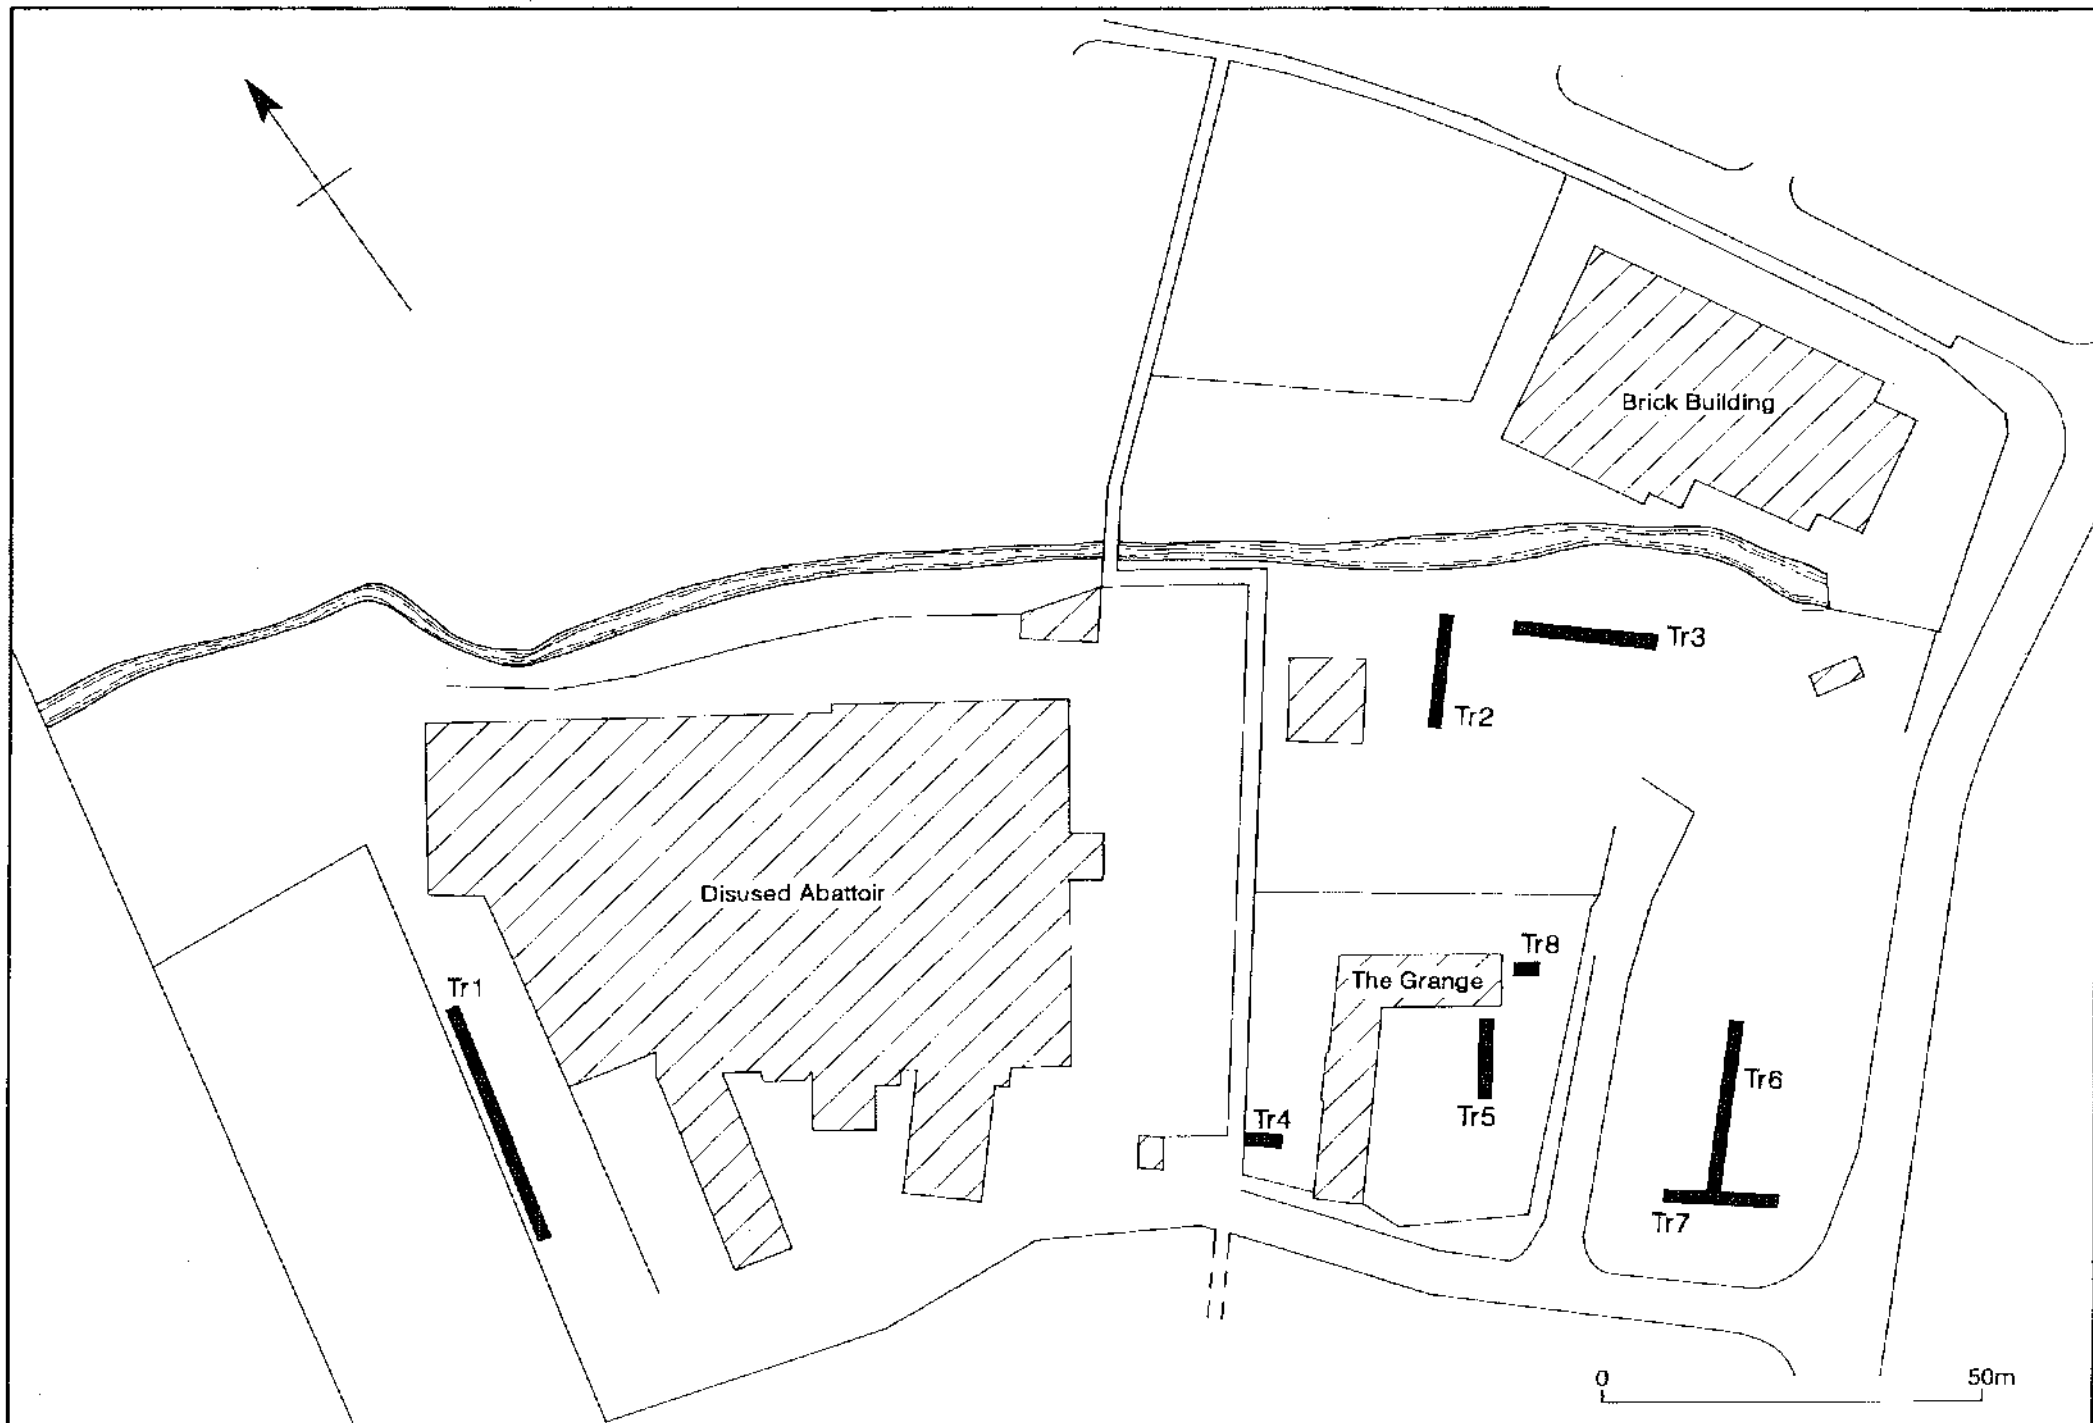 Brick Building
Tr3
Tr2
Disused Abattoir
Tr8
The Grange
Tr1
Tr6
Tr5
Tr4
Tr7
0 50m